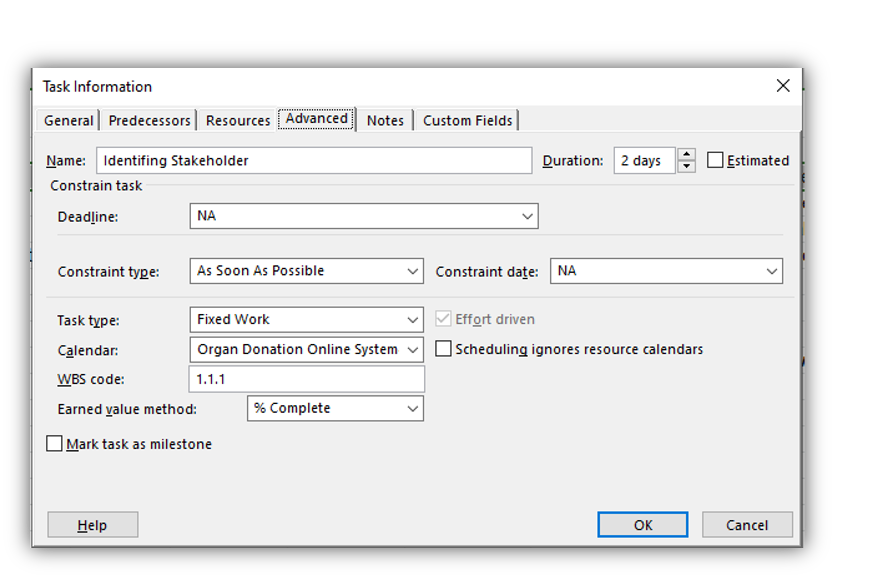 Task Information
General Predecessors Resources Advanced Notes Custom Fields
Name: Identifing Stakeholder Duration: 2 days Estimated
Constrain task
Deadline: NA
Constraint type: As Soon As Possible Constraint date: NA
Task type: Fixed Work Effort driven
Calendar: Organ Donation Online System Scheduling ignores resource calendars
WBS code: 1.1.1
Earned value method: % Complete
Mark task as milestone
Help OK Cancel